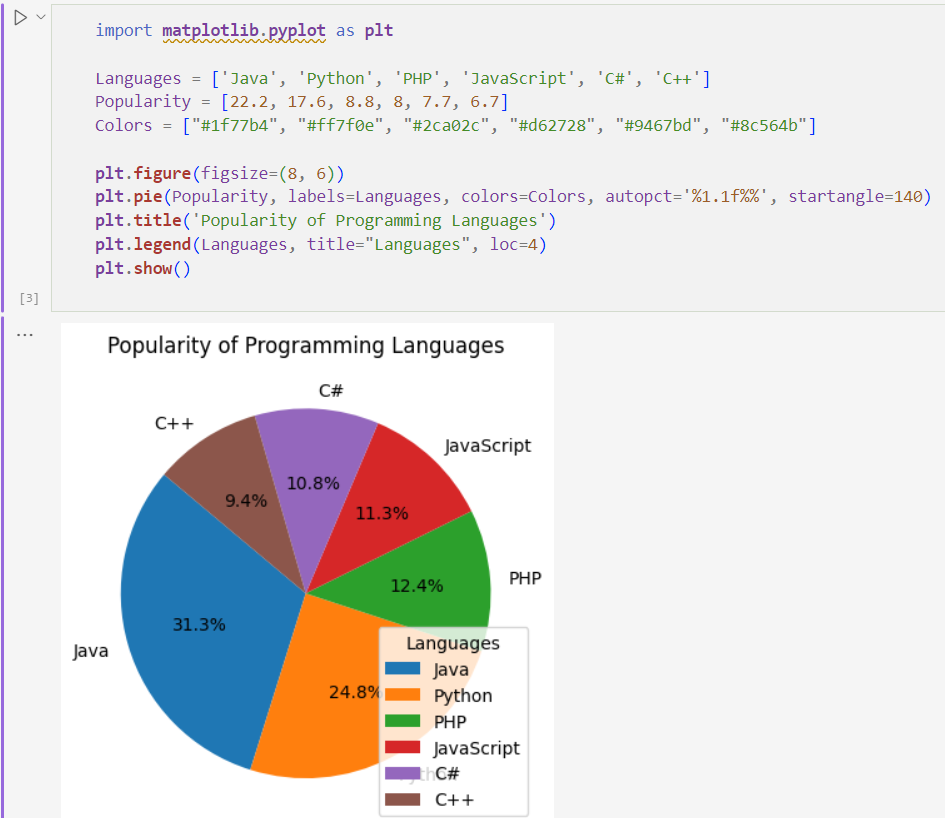 import matplotlib.pyplot as plt
Languages = ['Java', 'Python', 'PHP', 'JavaScript', 'C#', 'C++']
Popularity = [22.2, 17.6, 8.8, 8, 7.7, 6.7]
Colors = ["#1f77b4", "#ff7f0e", "#2ca02c", "#d62728", "#9467bd", "#8c564b"]
plt.figure(figsize=(8, 6))
plt.pie(Popularity, labels=Languages, colors=Colors, autopct='%1.1f%%', startangle=140)
plt.title('Popularity of Programming Languages')
plt.legend(Languages, title="Languages", loc=4)
plt.show()
[3]
...
Popularity of Programming Languages
C#
C++
JavaScript
10.8%
9.4%
11.3%
PHP
12.4%
31.3%
Java
24.8%
Languages
Java
Python
PHP
JavaScript
C#
C++